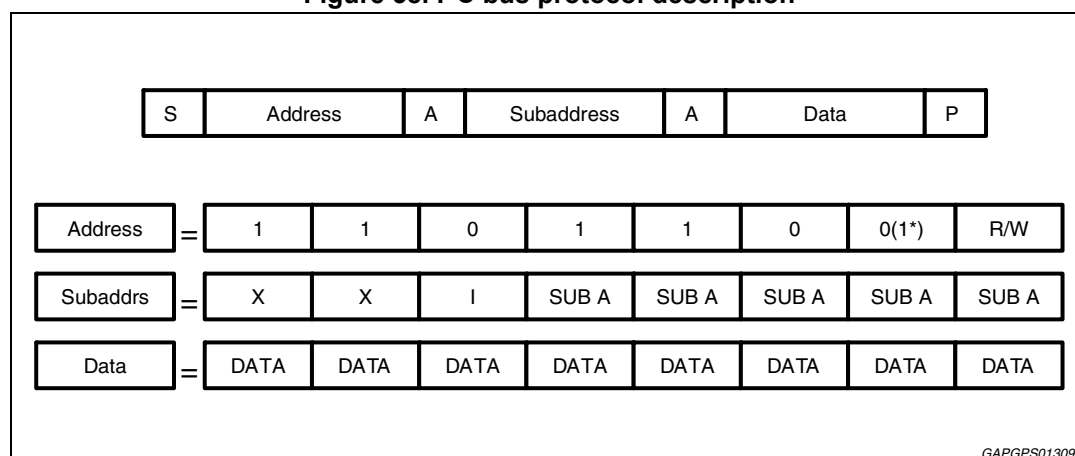 S Address A Subaddress A Data P
Address = 1 1 0 1 1 0 0(1*) R/W
Subaddrs = X X I SUB A SUB A SUB A SUB A SUB A
Data = DATA DATA DATA DATA DATA DATA DATA DATA
GAPGPS01309